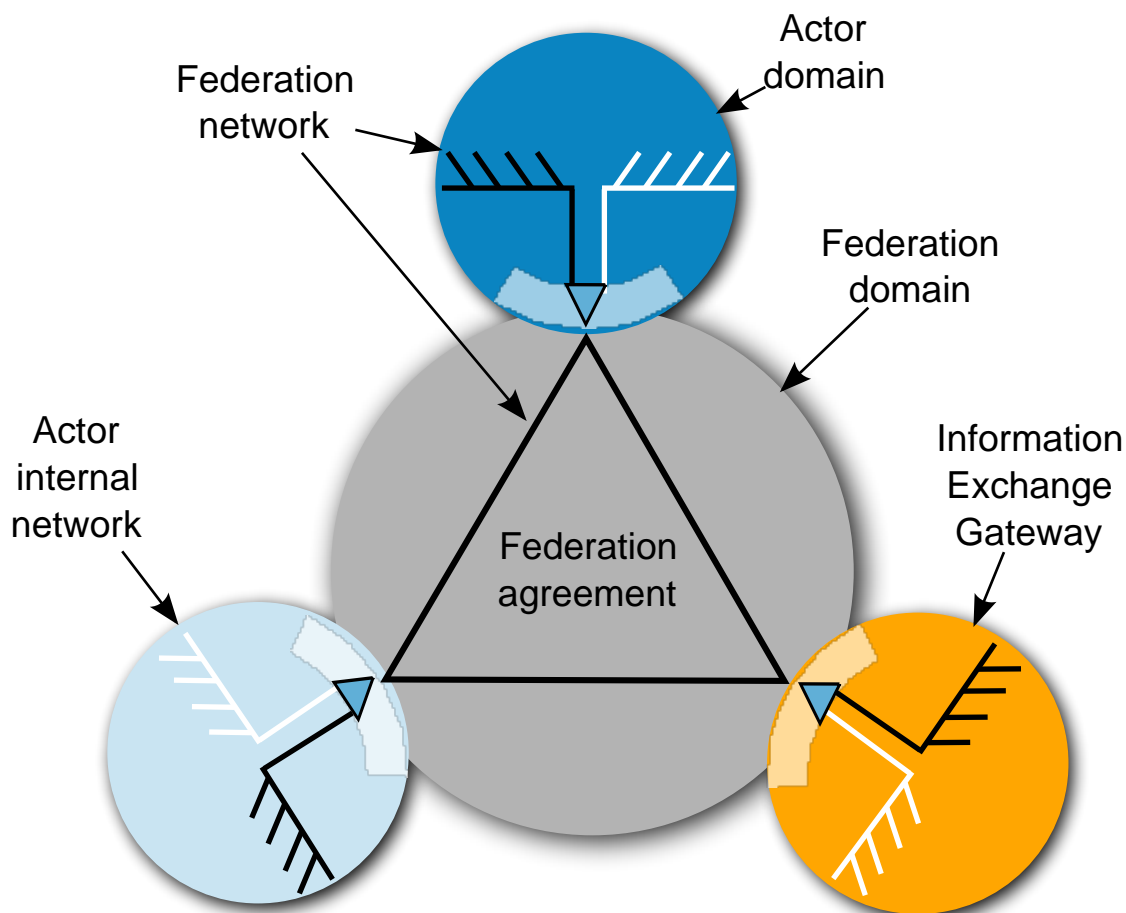 Actor
domain
Federation
network
Federation
domain
Actor
internal
network
Information
Exchange
Gateway
Federation
agreement